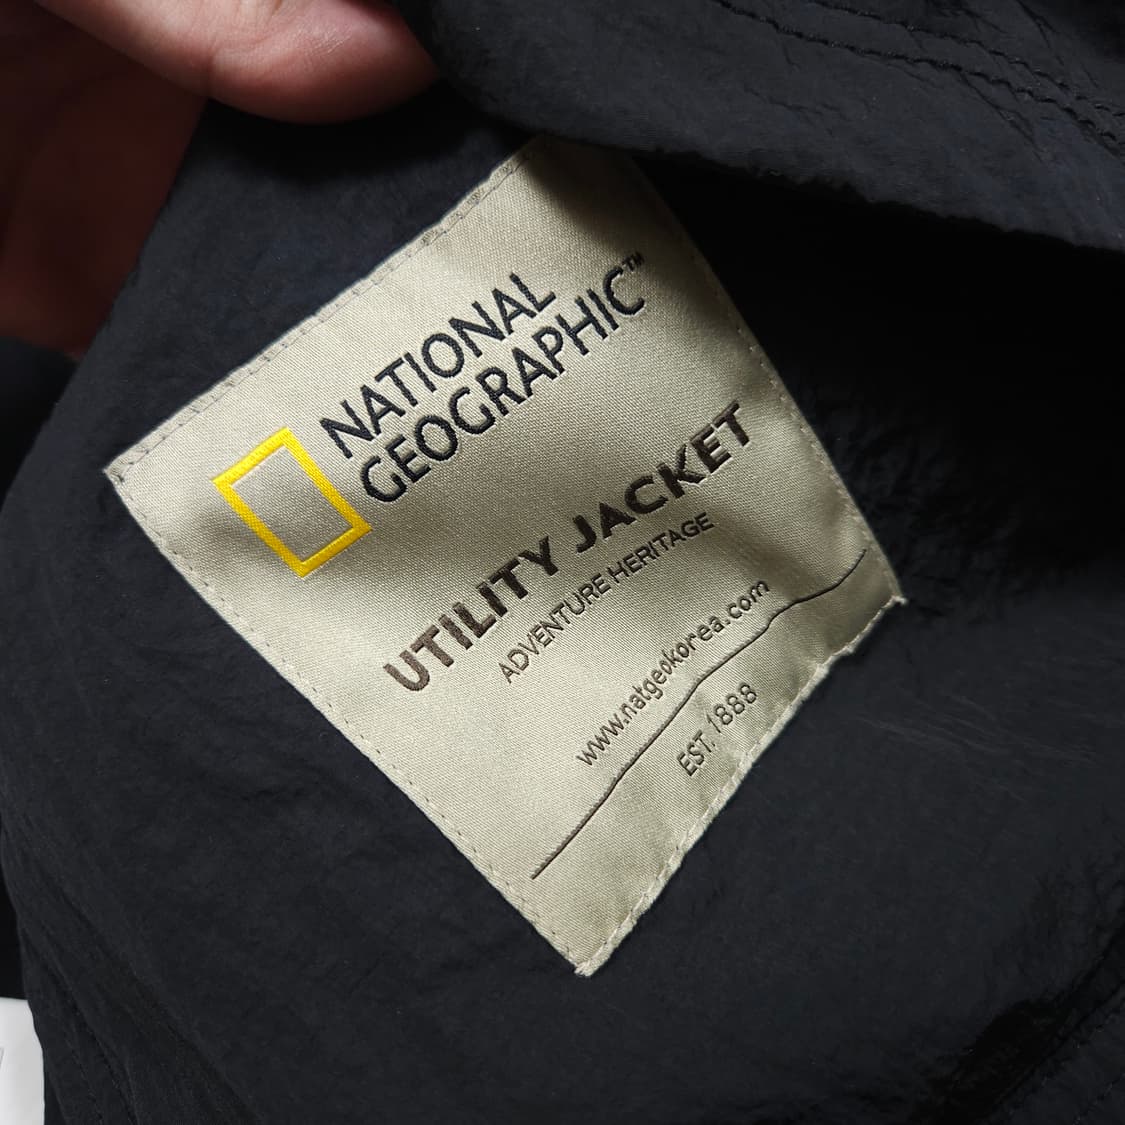 NATIONAL
GEOGRAPHIC™
UTILITY JACKET
ADVENTURE HERITAGE
www.natgeokorea.com
EST. 1888